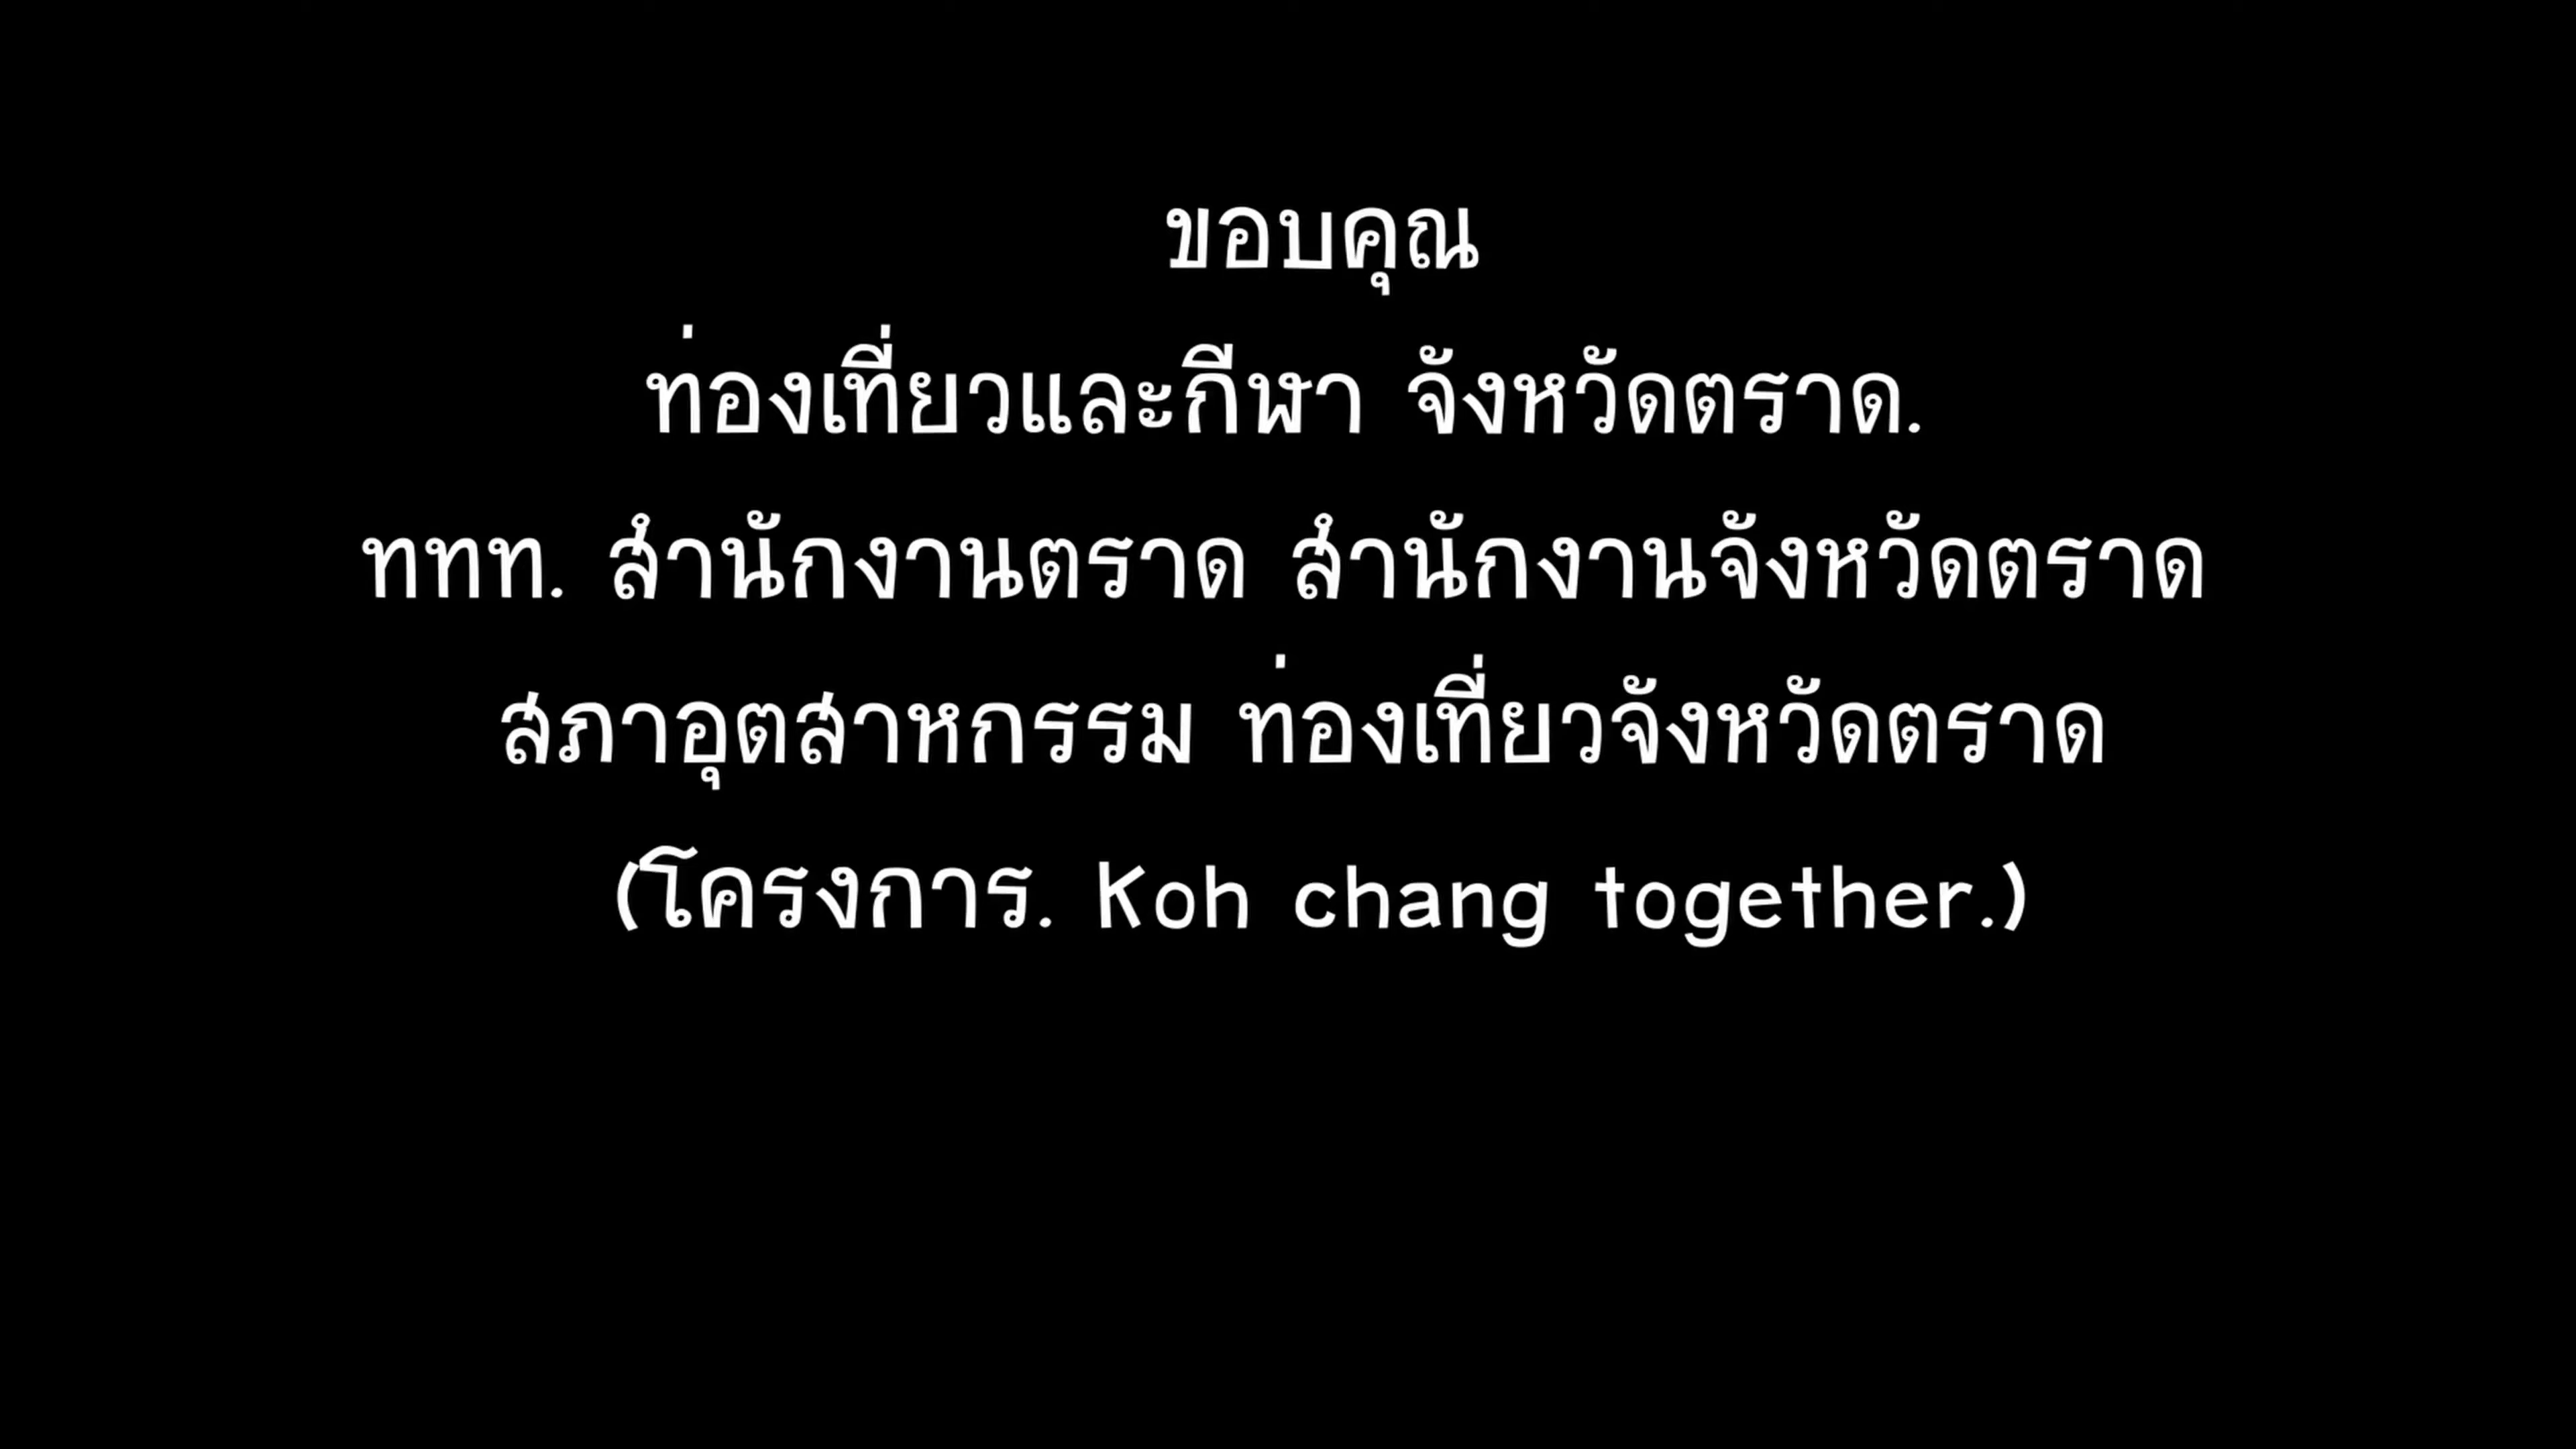 ขอบคุณ
ท่องเที่ยวและกีฬา จังหวัดตราด.
ททท. สำนักงานตราด สำนักงานจังหวัดตราด
สภาอุตสาหกรรม ท่องเที่ยวจังหวัดตราด
(โครงการ. Koh chang together.)